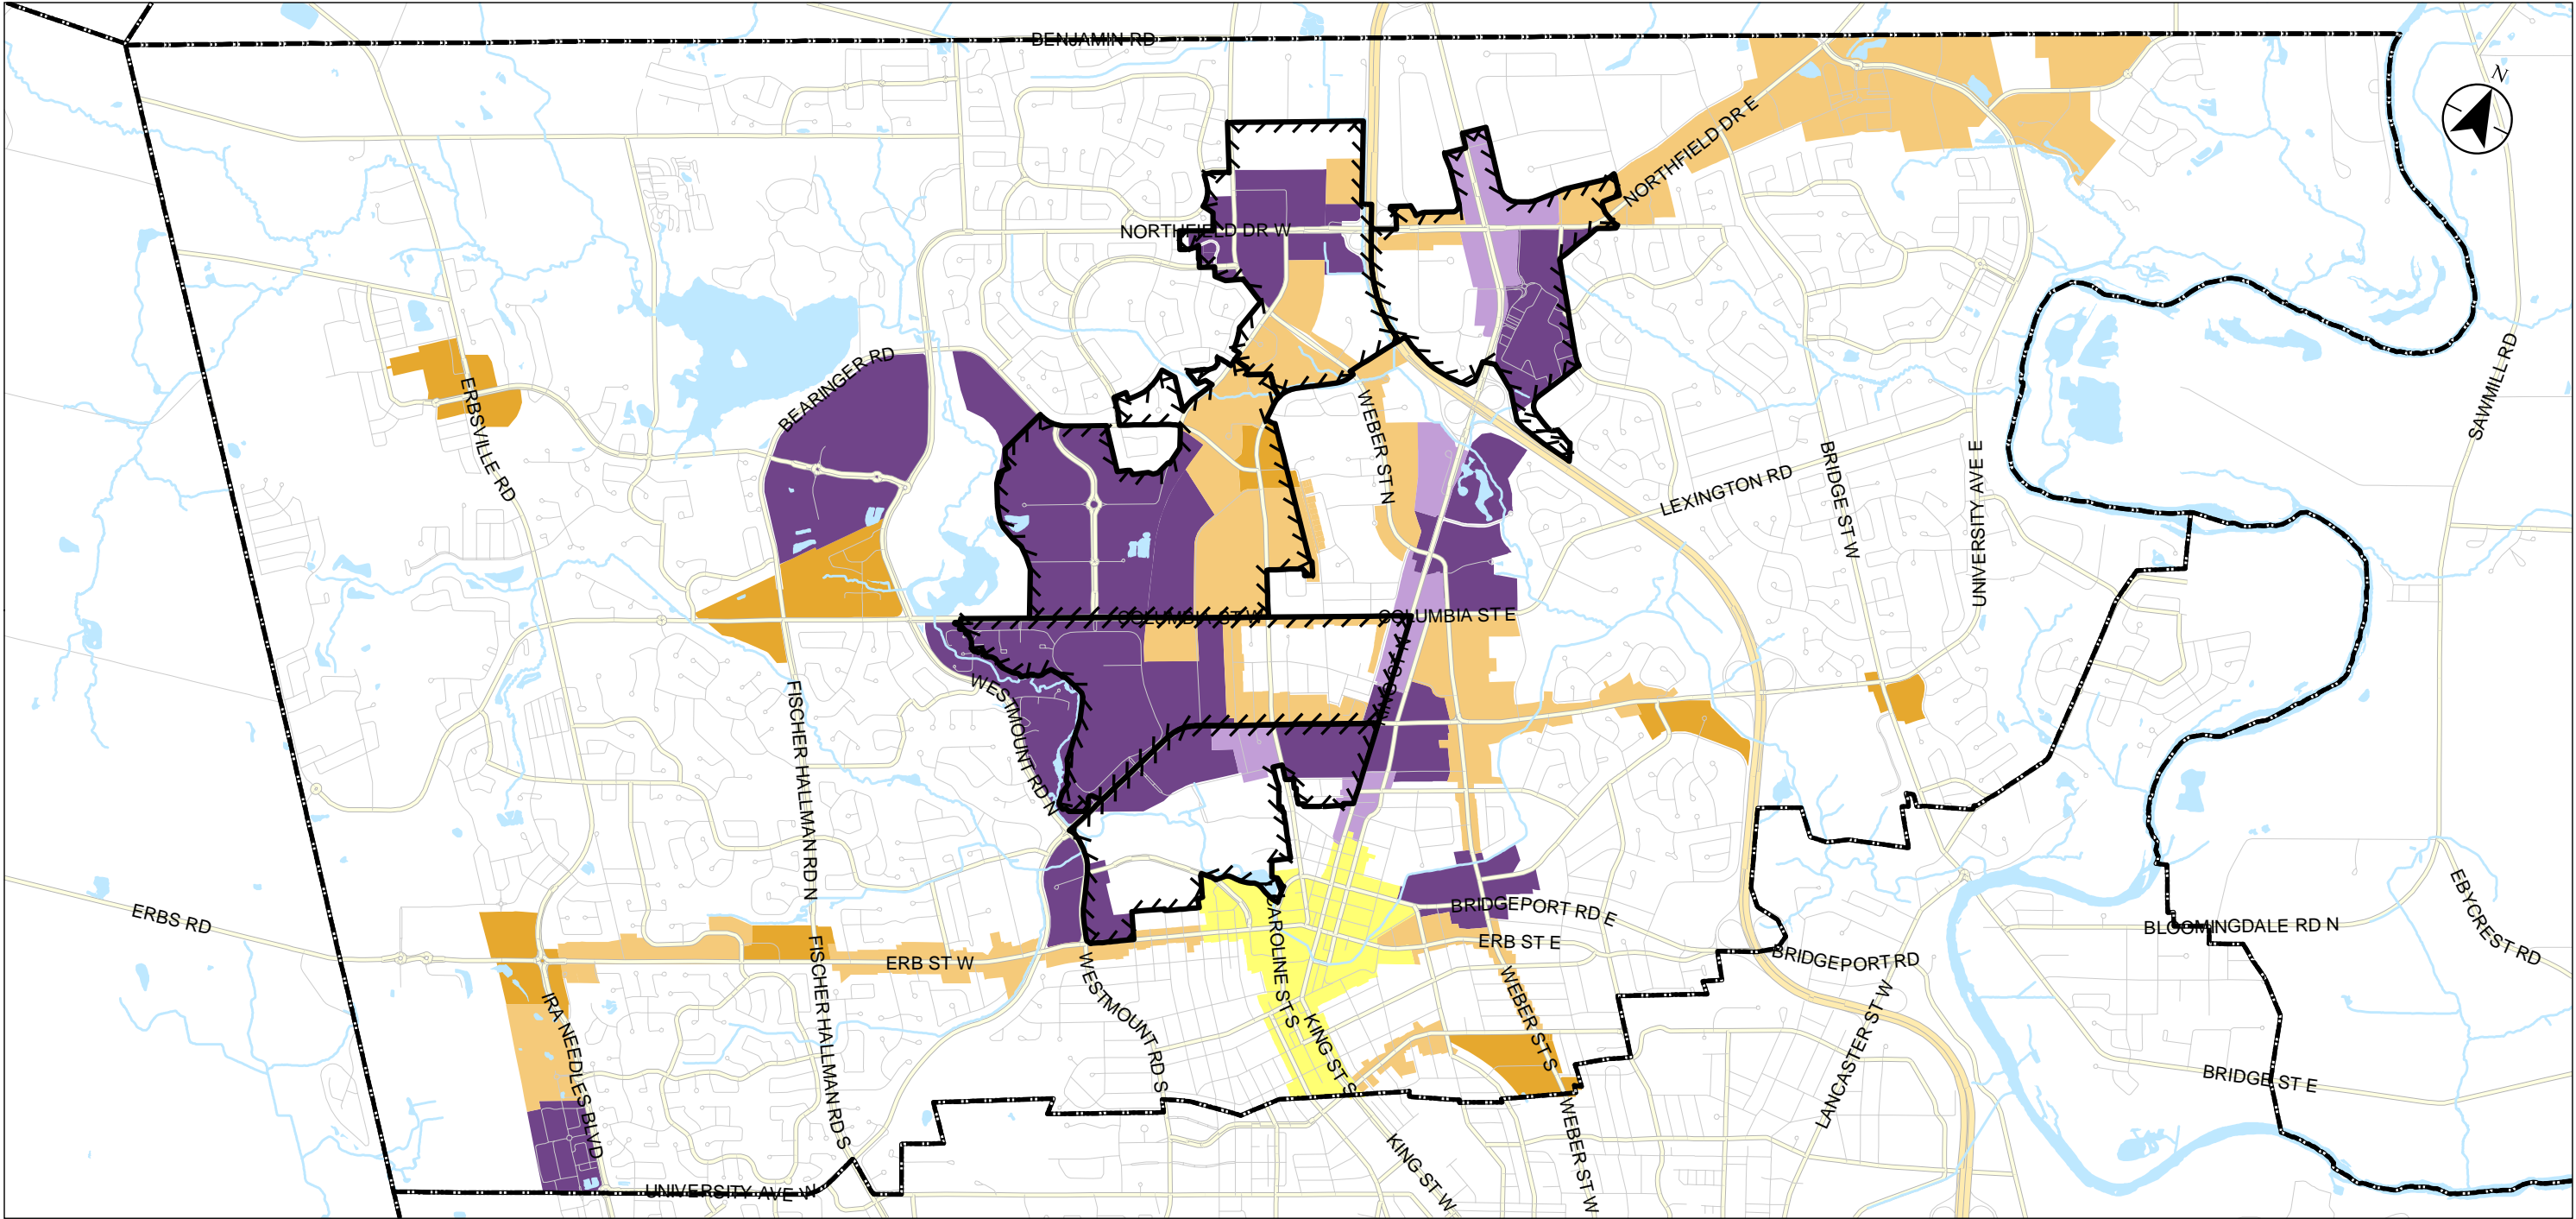 BENJAMIN RD
N
NORTHFIELD DR E
NORTHFIELD DR W
BEARINGER RD
ERBSVILLE RD
WEBER ST N
SAWMILL RD
LEXINGTON RD
BRIDGE ST W
UNIVERSITY AVE E
COLUMBIA ST W
COLUMBIA ST E
KING ST N
WESTMOUNT RD N
FISCHER HALLMAN RD N
ERBS RD
BRIDGEPORT RD E
ERB ST E
CAROLINE ST S
BLOOMINGDALE RD N
EBYCREST RD
BRIDGEPORT RD
ERB ST W
FISCHER HALLMAN RD S
WESTMOUNT RD S
IRA NEEDLES BLVD
WEBER ST S
KING ST S
LANCASTER ST W
BRIDGE ST E
WEBER ST W
KING ST W
UNIVERSITY AVE W